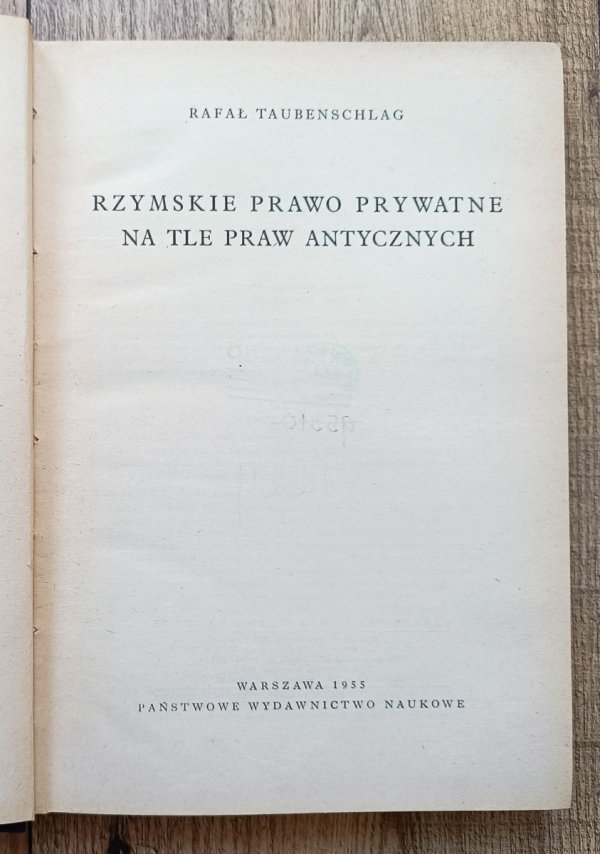 RAFAŁ TAUBENSCHLAG
RZYMSKIE PRAWO PRYWATNE
NA TLE PRAW ANTYCZNYCH
WARSZAWA 1955
PAŃSTWOWE WYDAWNICTWO NAUKOWE